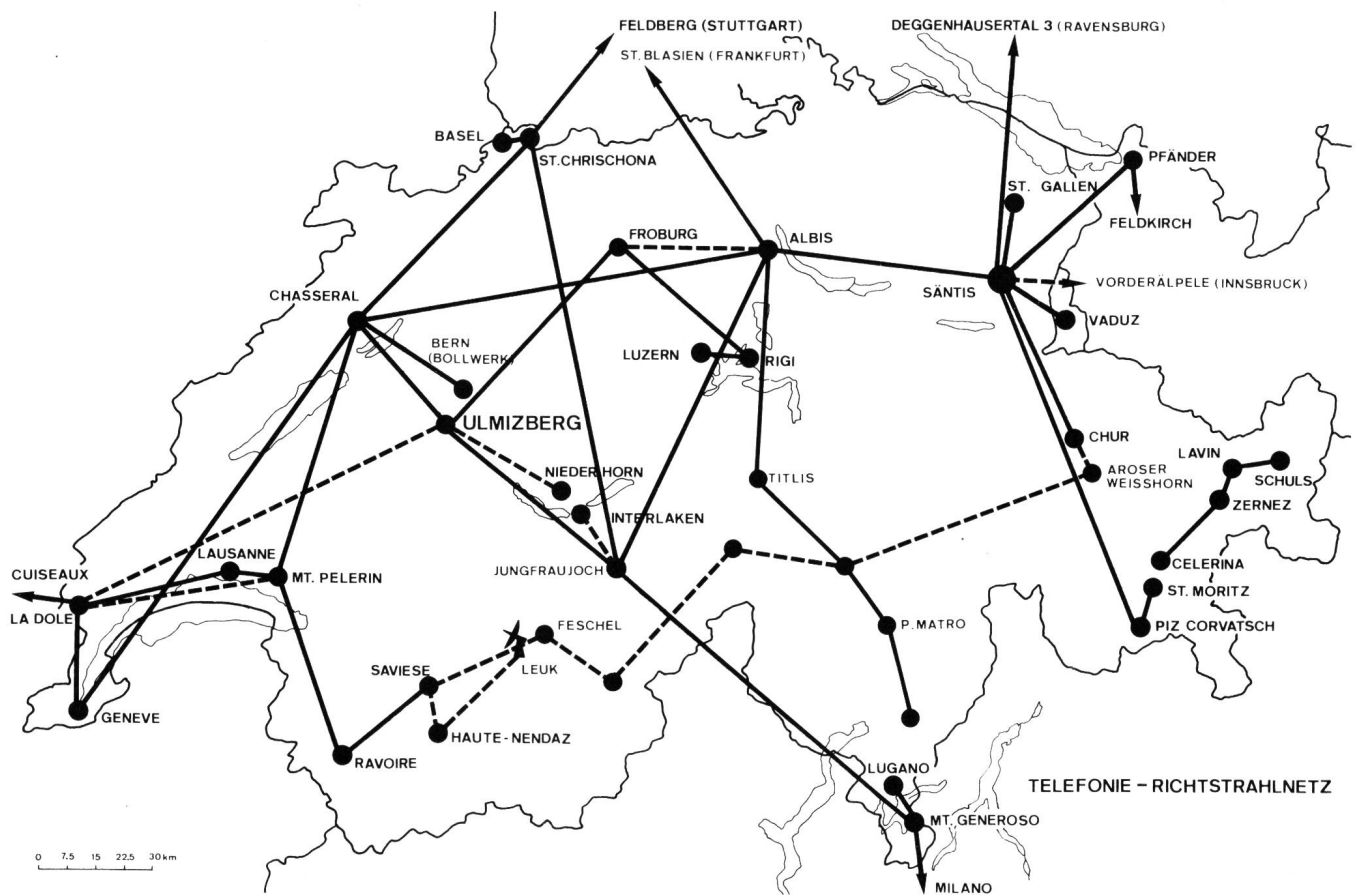 FELDBERG (STUTTGART)
DEGGENHAUSERTAL 3 (RAVENSBURG)
ST. BLASIEN (FRANKFURT)
BASEL
ST. CHRISCHONA
PFÄNDER
ST. GALLEN
FELDKIRCH
FROBURG
ALBIS
CHASSERAL
SÄNTIS
VORDERÄLPELE (INNSBRUCK)
VADUZ
BERN
(BOLLWERK)
LUZERN
RIGI
ULMIZBERG
CHUR
LAVIN
NIEDERHORN
TITLIS
AROSER
WEISSHORN
SCHULS
ZERNEZ
INTERLAKEN
LAUSANNE
CUISEAUX
MT. PELERIN
JUNGFRAUJOCH
CELERINA
ST. MORITZ
LA DOLE
FESCHEL
P. MATRO
PIZ CORVATSCH
SAVIESE
LEUK
GENEVE
HAUTE-NENDAZ
RAVOIRE
LUGANO
TELEFONIE - RICHTSTRAHLNETZ
MT. GENEROSO
0 7.5 15 22.5 30 km
MILANO